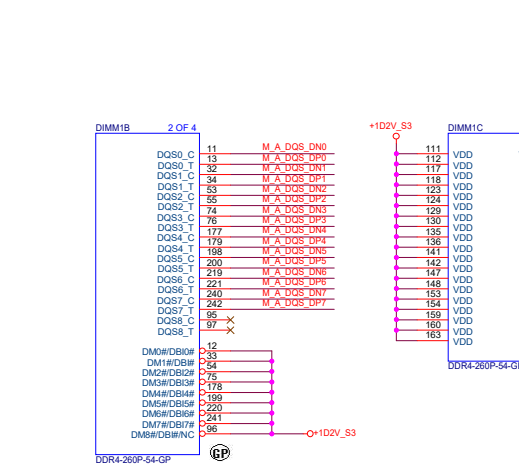 +1D2V_S3
DIMM1B 2 OF 4
DIMM1C
DQS0_C 11 M_A_DQS_DN0
DQS0_T 13 M_A_DQS_DP0
DQS1_C 32 M_A_DQS_DN1
DQS1_T 34 M_A_DQS_DP1
DQS2_C 53 M_A_DQS_DN2
DQS2_T 55 M_A_DQS_DP2
DQS3_C 74 M_A_DQS_DN3
DQS3_T 76 M_A_DQS_DP3
DQS4_C 177 M_A_DQS_DN4
DQS4_T 179 M_A_DQS_DP4
DQS5_C 198 M_A_DQS_DN5
DQS5_T 200 M_A_DQS_DP5
DQS6_C 219 M_A_DQS_DN6
DQS6_T 221 M_A_DQS_DP6
DQS7_C 240 M_A_DQS_DN7
DQS7_T 242 M_A_DQS_DP7
DQS8_C 95
DQS8_T 97
DM0#/DBI0# 12
DM1#/DBI# 33
DM2#/DBI2# 54
DM3#/DBI3# 75
DM4#/DBI4# 178
DM5#/DBI5# 199
DM6#/DBI6# 220
DM7#/DBI7# 241
DM8#/DBI#/NC 96
+1D2V_S3
GP
DDR4-260P-54-GP
111 VDD
112 VDD
117 VDD
118 VDD
123 VDD
124 VDD
129 VDD
130 VDD
135 VDD
136 VDD
141 VDD
142 VDD
147 VDD
148 VDD
153 VDD
154 VDD
159 VDD
160 VDD
163 VDD
DDR4-260P-54-G